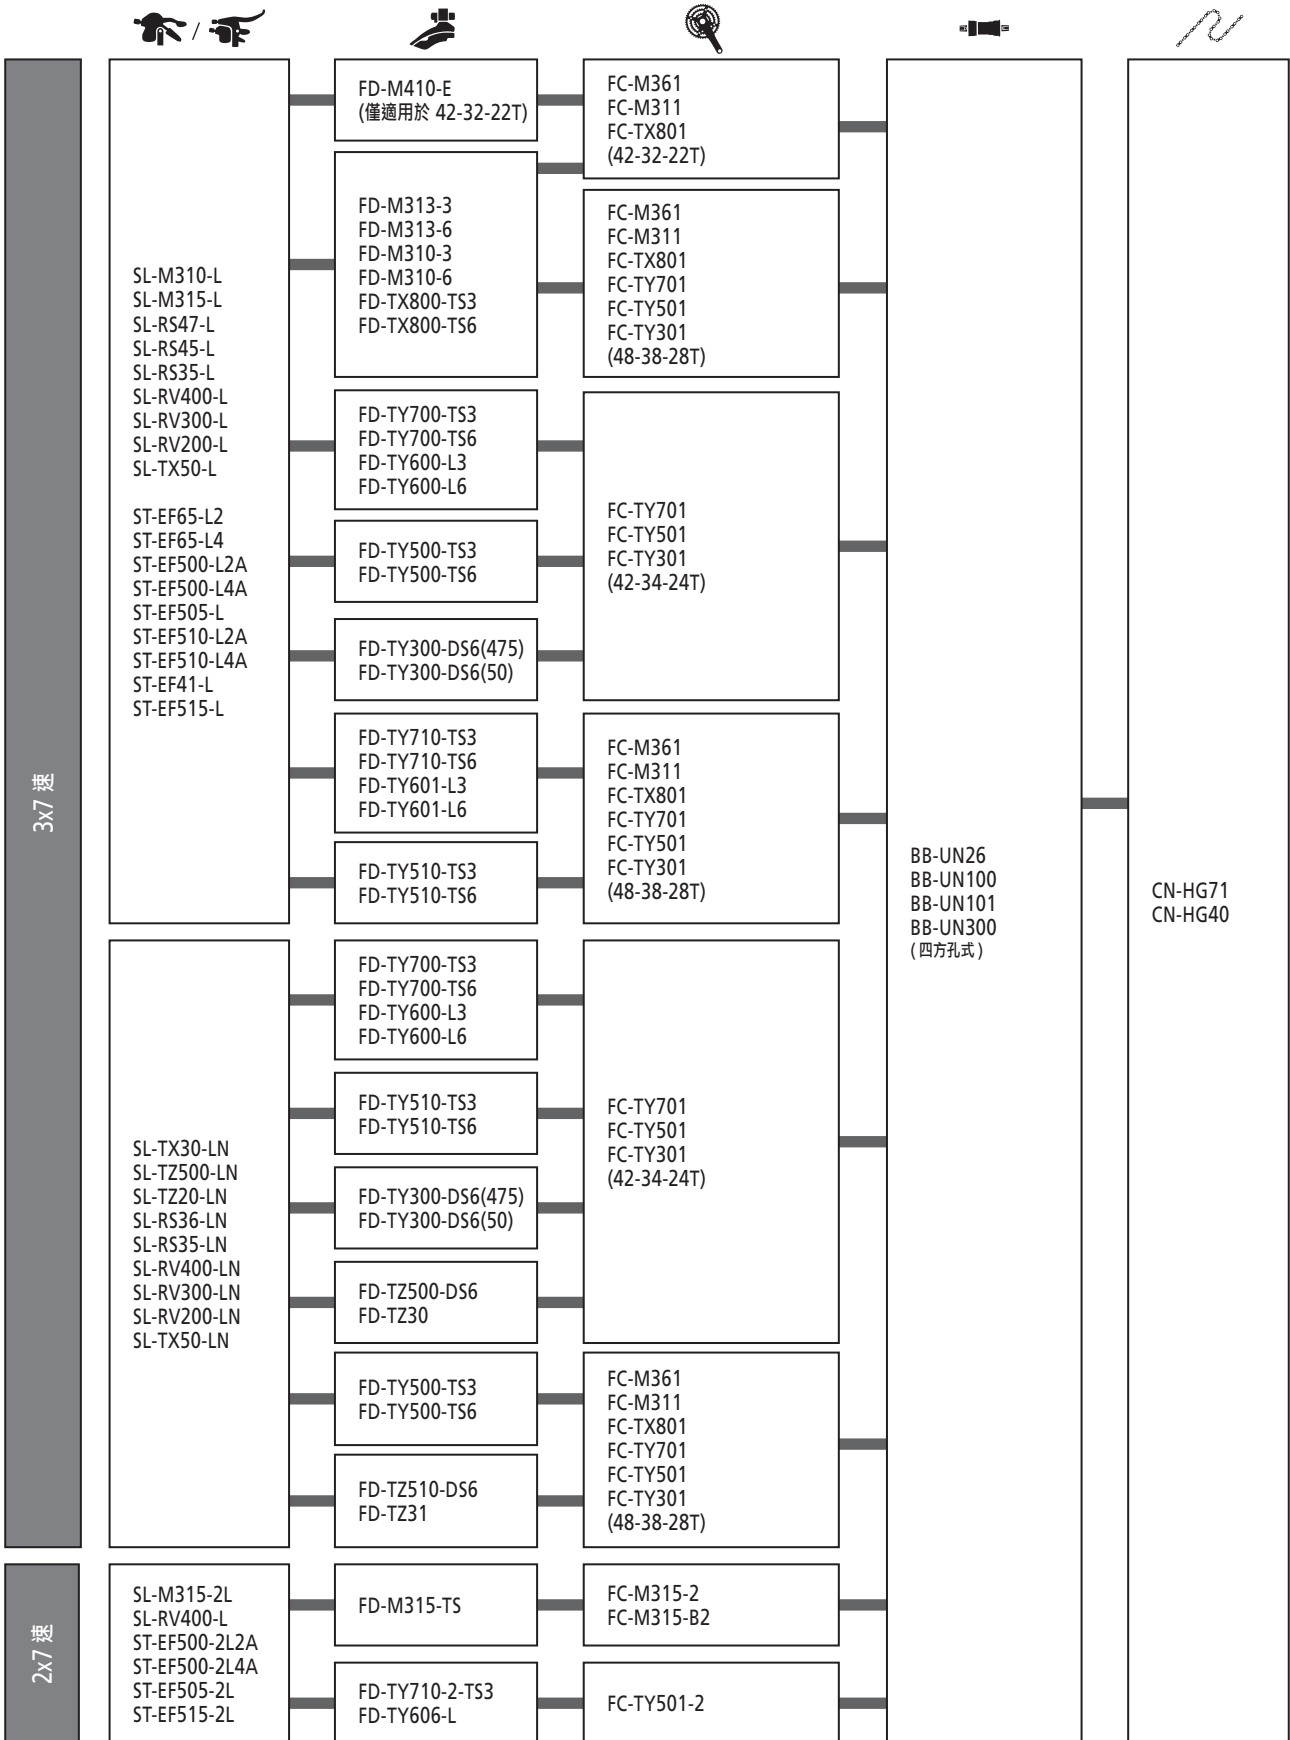 3x7 速
SL-M310-L
SL-M315-L
SL-RS47-L
SL-RS45-L
SL-RS35-L
SL-RV400-L
SL-RV300-L
SL-RV200-L
SL-TX50-L
ST-EF65-L2
ST-EF65-L4
ST-EF500-L2A
ST-EF500-L4A
ST-EF505-L
ST-EF510-L2A
ST-EF510-L4A
ST-EF41-L
ST-EF515-L
FD-M410-E
(僅適用於 42-32-22T)
FD-M313-3
FD-M313-6
FD-M310-3
FD-M310-6
FD-TX800-TS3
FD-TX800-TS6
FD-TY700-TS3
FD-TY700-TS6
FD-TY600-L3
FD-TY600-L6
FD-TY500-TS3
FD-TY500-TS6
FD-TY300-DS6(475)
FD-TY300-DS6(50)
FD-TY710-TS3
FD-TY710-TS6
FD-TY601-L3
FD-TY601-L6
FD-TY510-TS3
FD-TY510-TS6
FC-M361
FC-M311
FC-TX801
(42-32-22T)
FC-M361
FC-M311
FC-TX801
FC-TY701
FC-TY501
FC-TY301
(48-38-28T)
FC-TY701
FC-TY501
FC-TY301
(42-34-24T)
FC-M361
FC-M311
FC-TX801
FC-TY701
FC-TY501
FC-TY301
(48-38-28T)
SL-TX30-LN
SL-TZ500-LN
SL-TZ20-LN
SL-RS36-LN
SL-RS35-LN
SL-RV400-LN
SL-RV300-LN
SL-RV200-LN
SL-TX50-LN
FD-TY700-TS3
FD-TY700-TS6
FD-TY600-L3
FD-TY600-L6
FD-TY510-TS3
FD-TY510-TS6
FD-TY300-DS6(475)
FD-TY300-DS6(50)
FD-TZ500-DS6
FD-TZ30
FD-TY500-TS3
FD-TY500-TS6
FD-TZ510-DS6
FD-TZ31
FC-TY701
FC-TY501
FC-TY301
(42-34-24T)
FC-M361
FC-M311
FC-TX801
FC-TY701
FC-TY501
FC-TY301
(48-38-28T)
2x7 速
SL-M315-2L
SL-RV400-L
ST-EF500-2L2A
ST-EF500-2L4A
ST-EF505-2L
ST-EF515-2L
FD-M315-TS
FD-TY710-2-TS3
FD-TY606-L
FC-M315-2
FC-M315-B2
FC-TY501-2
BB-UN26
BB-UN100
BB-UN101
BB-UN300
( 四方孔式 )
CN-HG71
CN-HG40